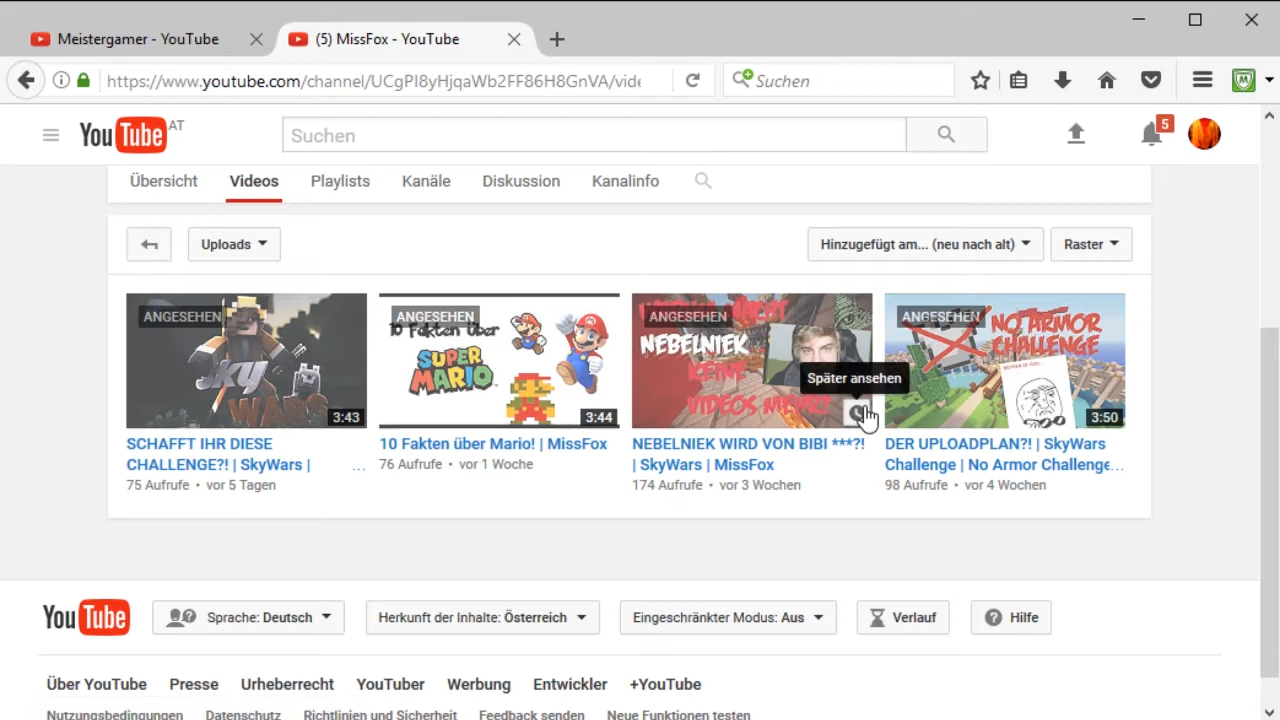 Meistergamer - YouTube
(5) MissFox - YouTube
https://www.youtube.com/channel/UCgPI8yHjqaWb2FF86H8GnVA/vide
Suchen
YouTube AT
Suchen
5
Übersicht
Videos
Playlists
Kanäle
Diskussion
Kanalinfo
Uploads
Hinzugefügt am... (neu nach alt)
Raster
ANGESEHEN
SKY
WARS
3:43
SCHAFFT IHR DIESE
CHALLENGE?! | SkyWars | ...
75 Aufrufe • vor 5 Tagen
ANGESEHEN
10 Fakten über
SUPER
MARIO
3:44
10 Fakten über Mario! | MissFox
76 Aufrufe • vor 1 Woche
ANGESEHEN
NEBELNIEK
KEINE
VIDEOS MEHR?
Später ansehen
NEBELNIEK WIRD VON BIBI ***?!
| SkyWars | MissFox
174 Aufrufe • vor 3 Wochen
ANGESEHEN
NO ARMOR
CHALLENGE
3:50
DER UPLOADPLAN?! | SkyWars
Challenge | No Armor Challenge...
98 Aufrufe • vor 4 Wochen
YouTube
Sprache: Deutsch
Herkunft der Inhalte: Österreich
Eingeschränkter Modus: Aus
Verlauf
Hilfe
Über YouTube
Presse
Urheberrecht
YouTuber
Werbung
Entwickler
+YouTube
Nutzungsbedingungen
Datenschutz
Richtlinien und Sicherheit
Feedback senden
Neue Funktionen testen